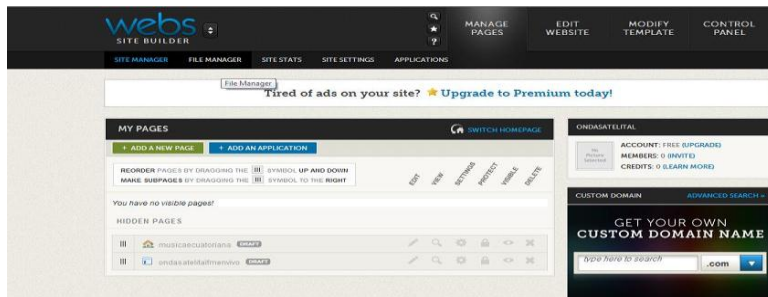 webs
SITE BUILDER
?
MANAGE PAGES
EDIT WEBSITE
MODIFY TEMPLATE
CONTROL PANEL
SITE MANAGER
FILE MANAGER
SITE STATS
SITE SETTINGS
APPLICATIONS
File Manager
Tired of ads on your site? Upgrade to Premium today!
MY PAGES
SWITCH HOMEPAGE
+ ADD A NEW PAGE
+ ADD AN APPLICATION
REORDER PAGES BY DRAGGING THE SYMBOL UP AND DOWN
MAKE SUBPAGES BY DRAGGING THE SYMBOL TO THE RIGHT
EDIT
VIEW
SETTINGS
PROTECT
VISIBLE
DELETE
You have no visible pages!
HIDDEN PAGES
musicaecuatoriana DRAFT
ondasatelitalfmenvivo DRAFT
ONDASATELITAL
No Picture Selected
ACCOUNT: FREE (UPGRADE)
MEMBERS: 0 (INVITE)
CREDITS: 0 (LEARN MORE)
CUSTOM DOMAIN
ADVANCED SEARCH »
GET YOUR OWN
CUSTOM DOMAIN NAME
type here to search
.com